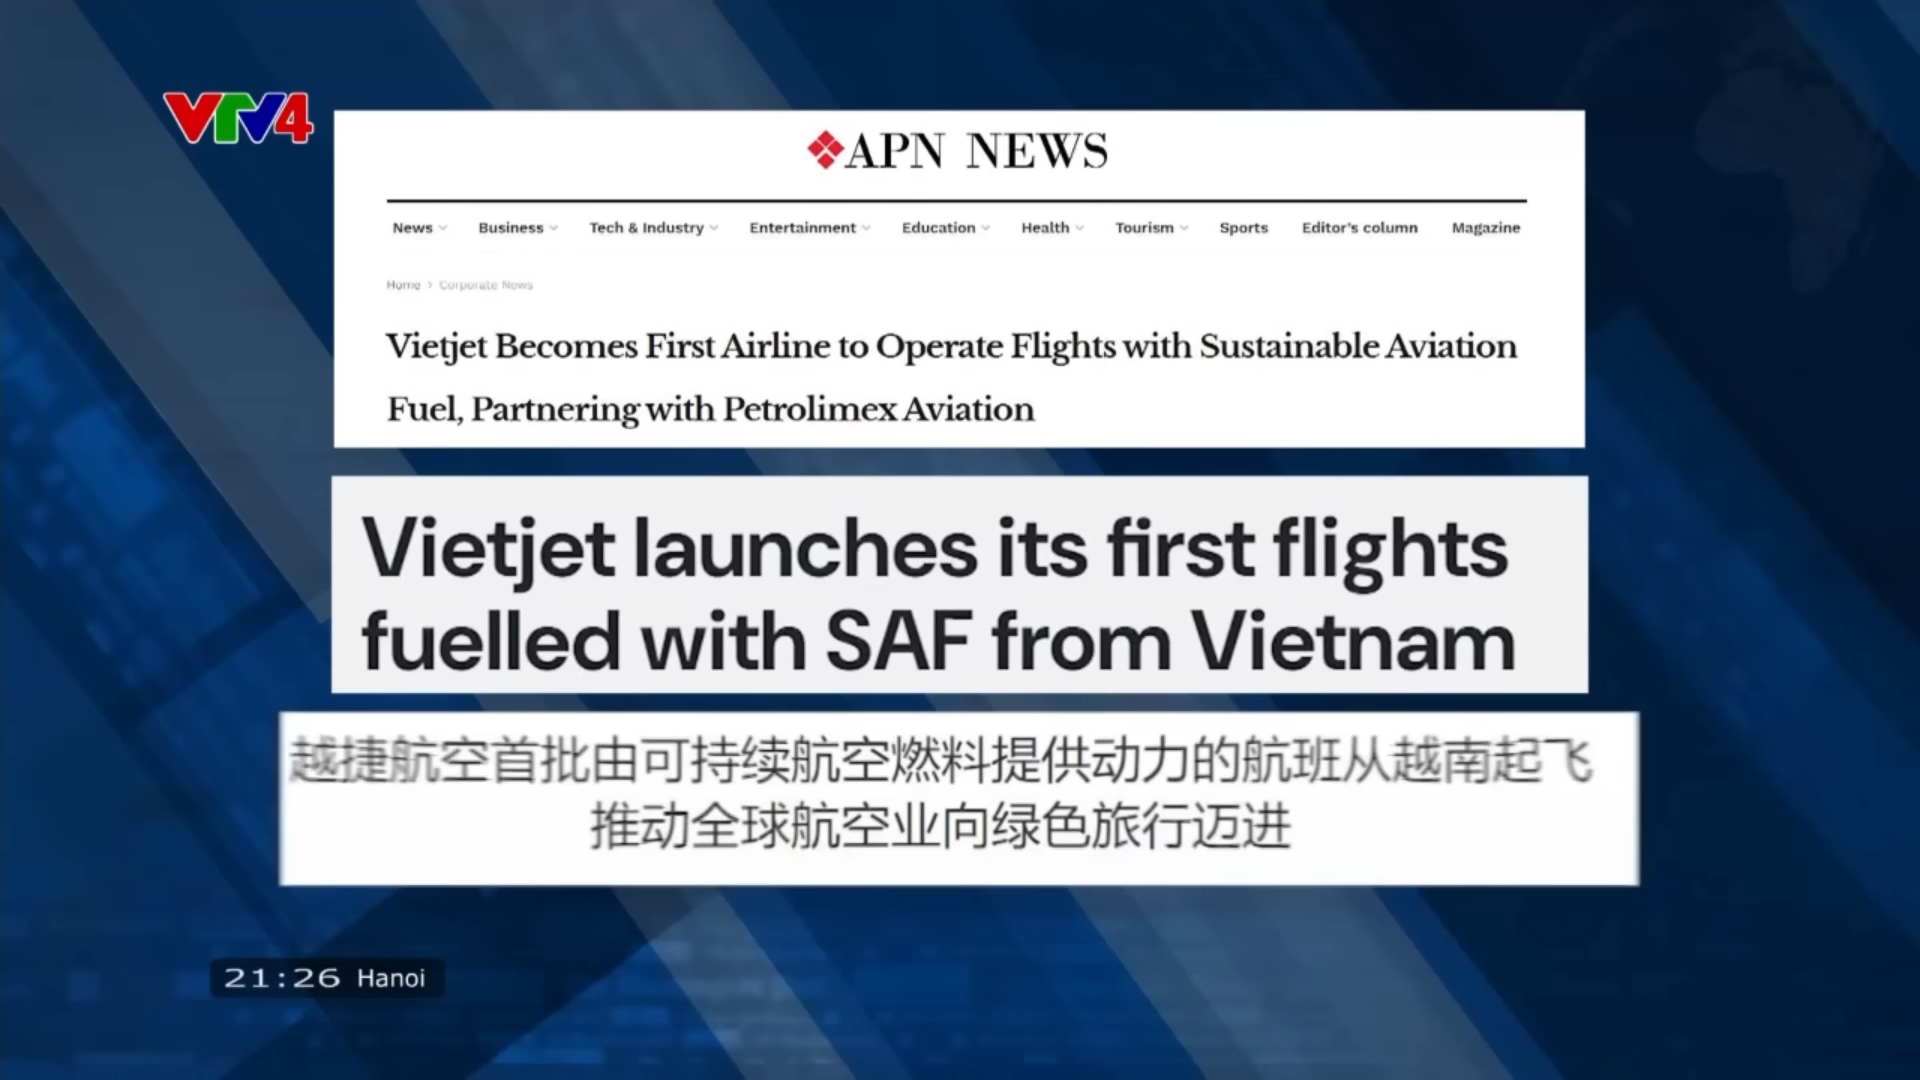 VTV4
APN NEWS
News Business Tech & Industry Entertainment Education Health Tourism Sports Editor's column Magazine
Home > Corporate News
Vietjet Becomes First Airline to Operate Flights with Sustainable Aviation
Fuel, Partnering with Petrolimex Aviation
Vietjet launches its first flights
fuelled with SAF from Vietnam
越捷航空首批由可持续航空燃料提供动力的航班从越南起飞
推动全球航空业向绿色旅行迈进
21:26 Hanoi